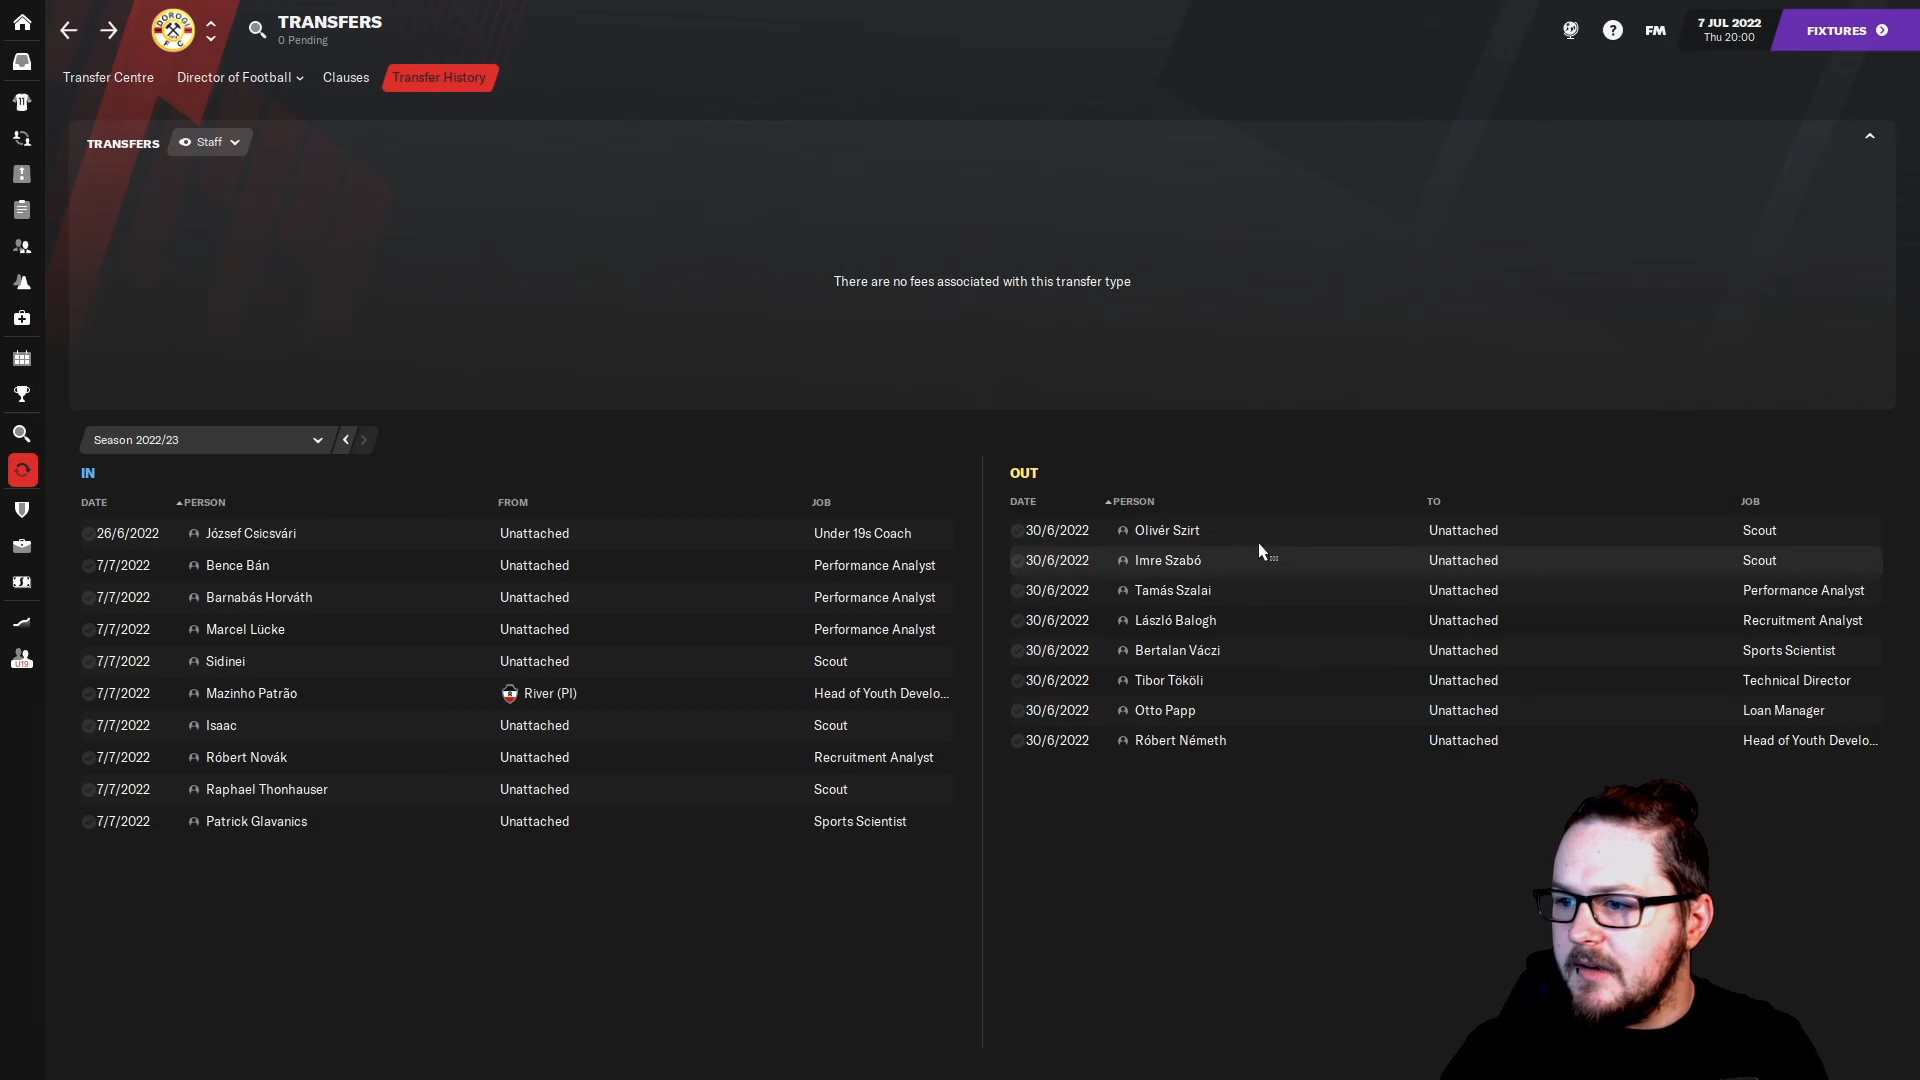 TRANSFERS
0 Pending
FM
7 JUL 2022
Thu 20:00
FIXTURES
Transfer Centre Director of Football Clauses Transfer History
TRANSFERS Staff
There are no fees associated with this transfer type
Season 2022/23
IN
DATE PERSON FROM JOB
26/6/2022 József Csicsvári Unattached Under 19s Coach
7/7/2022 Bence Bán Unattached Performance Analyst
7/7/2022 Barnabás Horváth Unattached Performance Analyst
7/7/2022 Marcel Lücke Unattached Performance Analyst
7/7/2022 Sidinei Unattached Scout
7/7/2022 Mazinho Patrão River (PI) Head of Youth Develo...
7/7/2022 Isaac Unattached Scout
7/7/2022 Róbert Novák Unattached Recruitment Analyst
7/7/2022 Raphael Thonhauser Unattached Scout
7/7/2022 Patrick Glavanics Unattached Sports Scientist
OUT
DATE PERSON TO JOB
30/6/2022 Olivér Szirt Unattached Scout
30/6/2022 Imre Szabó Unattached Scout
30/6/2022 Tamás Szalai Unattached Performance Analyst
30/6/2022 László Balogh Unattached Recruitment Analyst
30/6/2022 Bertalan Váczi Unattached Sports Scientist
30/6/2022 Tibor Tököli Unattached Technical Director
30/6/2022 Otto Papp Unattached Loan Manager
30/6/2022 Róbert Németh Unattached Head of Youth Develo...
DOROGI
F C
11
U19